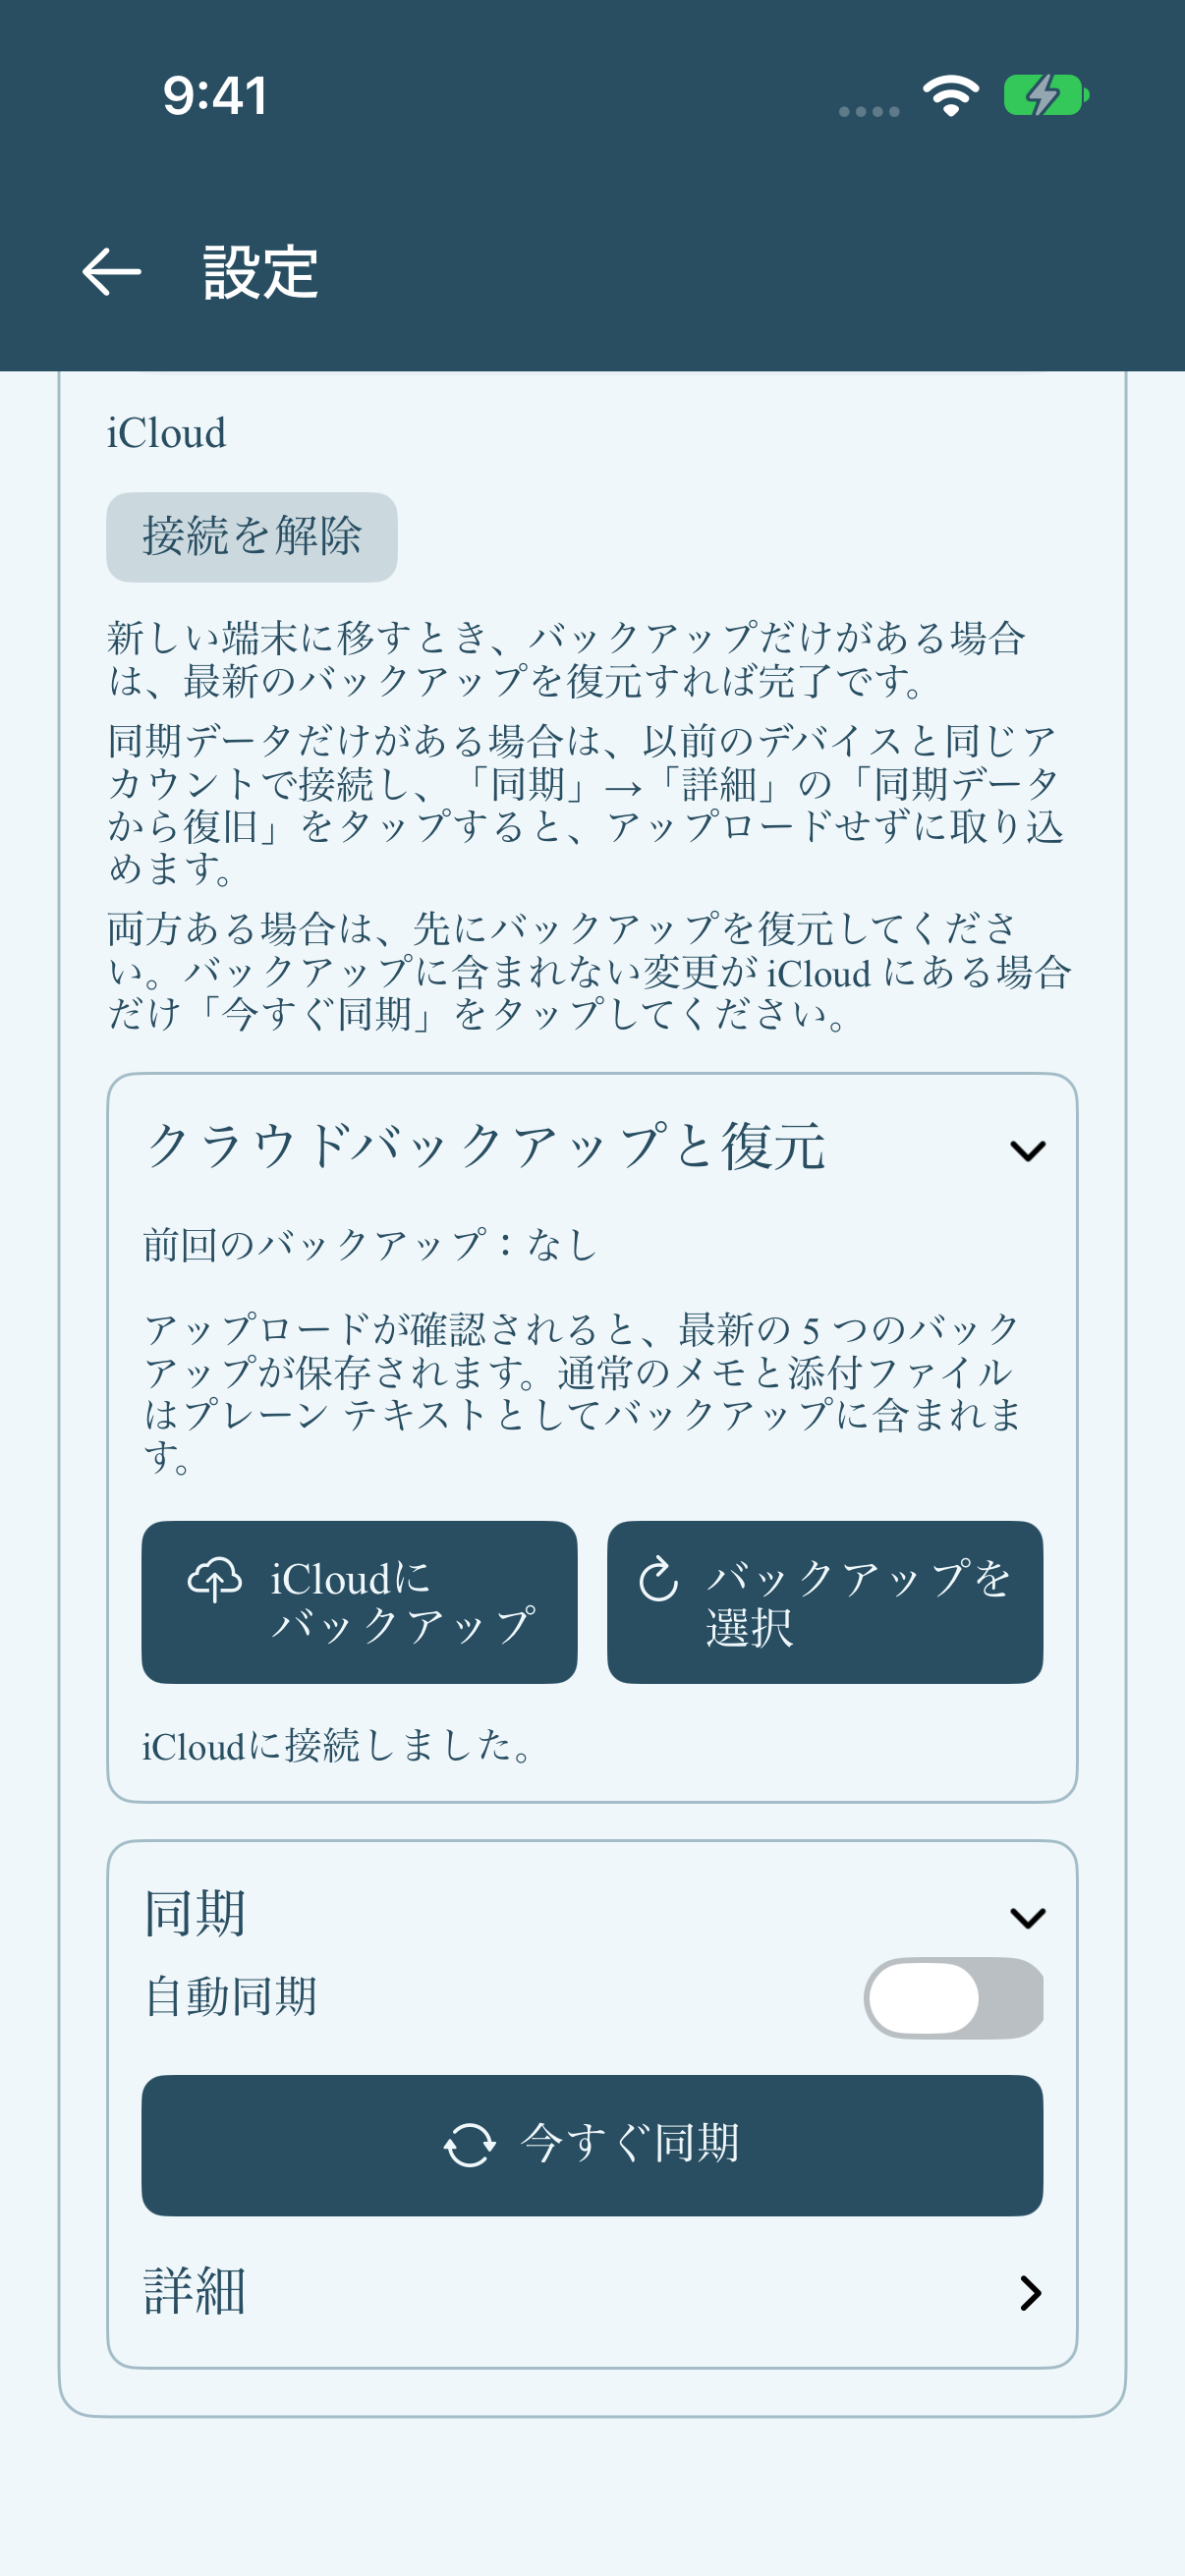 9:41
設定
iCloud
接続を解除
新しい端末に移すとき、バックアップだけがある場合
は、最新のバックアップを復元すれば完了です。
同期データだけがある場合は、以前のデバイスと同じア
カウントで接続し、「同期」→「詳細」の「同期データ
から復旧」をタップすると、アップロードせずに取り込
めます。
両方ある場合は、先にバックアップを復元してくださ
い。バックアップに含まれない変更が iCloud にある場合
だけ「今すぐ同期」をタップしてください。
クラウドバックアップと復元
前回のバックアップ：なし
アップロードが確認されると、最新の 5 つのバック
アップが保存されます。通常のメモと添付ファイル
はプレーン テキストとしてバックアップに含まれま
す。
iCloudに
バックアップ
バックアップを
選択
iCloudに接続しました。
同期
自動同期
今すぐ同期
詳細